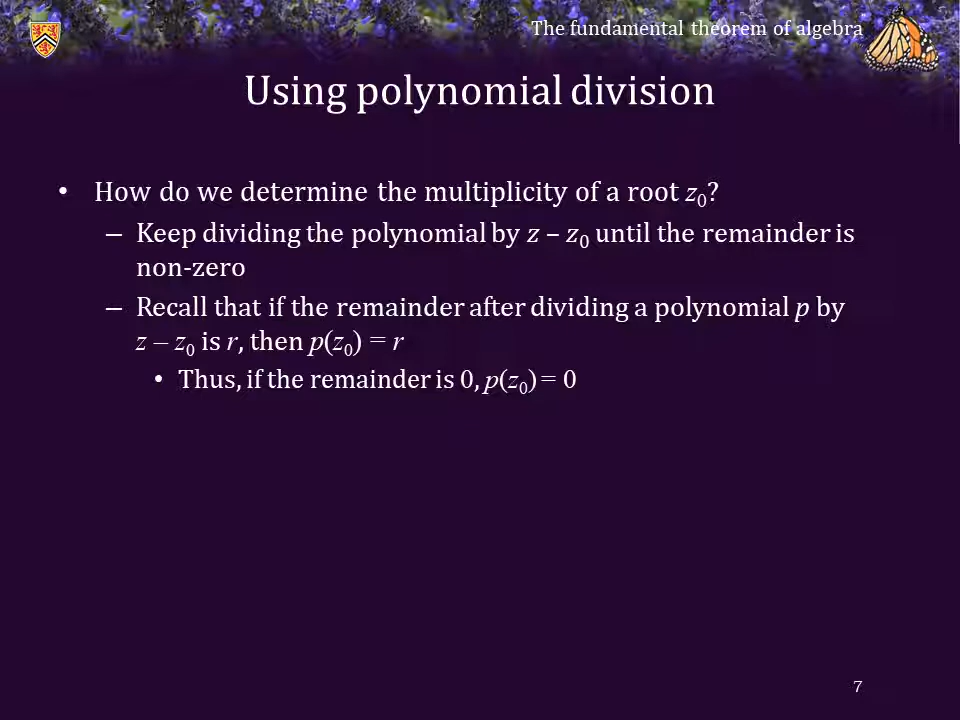 The fundamental theorem of algebra
Using polynomial division
• How do we determine the multiplicity of a root z₀?
– Keep dividing the polynomial by z – z₀ until the remainder is
non-zero
– Recall that if the remainder after dividing a polynomial p by
z – z₀ is r, then p(z₀) = r
• Thus, if the remainder is 0, p(z₀) = 0
7